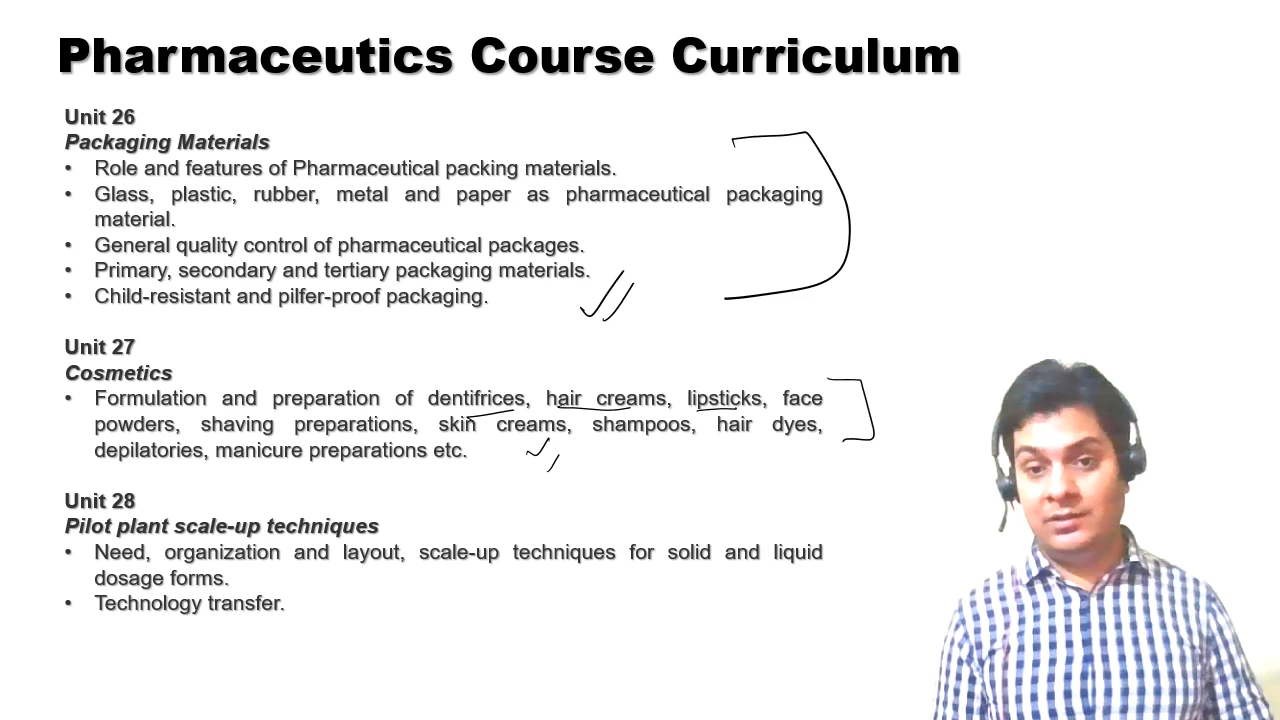 Pharmaceutics Course Curriculum
Unit 26
Packaging Materials
• Role and features of Pharmaceutical packing materials.
• Glass, plastic, rubber, metal and paper as pharmaceutical packaging
material.
• General quality control of pharmaceutical packages.
• Primary, secondary and tertiary packaging materials.
• Child-resistant and pilfer-proof packaging.
Unit 27
Cosmetics
• Formulation and preparation of dentifrices, hair creams, lipsticks, face
powders, shaving preparations, skin creams, shampoos, hair dyes,
depilatories, manicure preparations etc.
Unit 28
Pilot plant scale-up techniques
• Need, organization and layout, scale-up techniques for solid and liquid
dosage forms.
• Technology transfer.